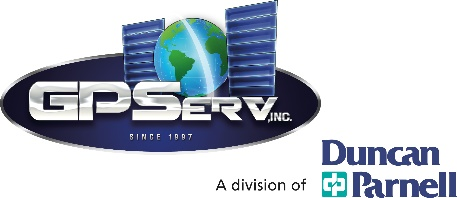 GPSERV,INC.
SINCE 1997
A division of
Duncan
Parnell